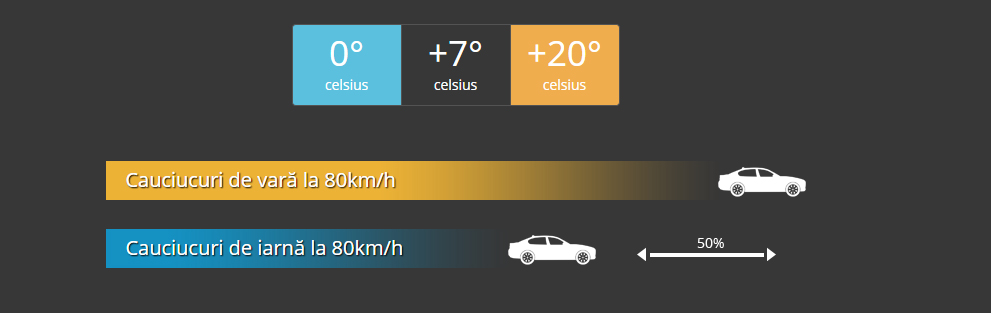 0°
celsius
+7°
celsius
+20°
celsius
Cauciucuri de vară la 80km/h
Cauciucuri de iarnă la 80km/h
50%